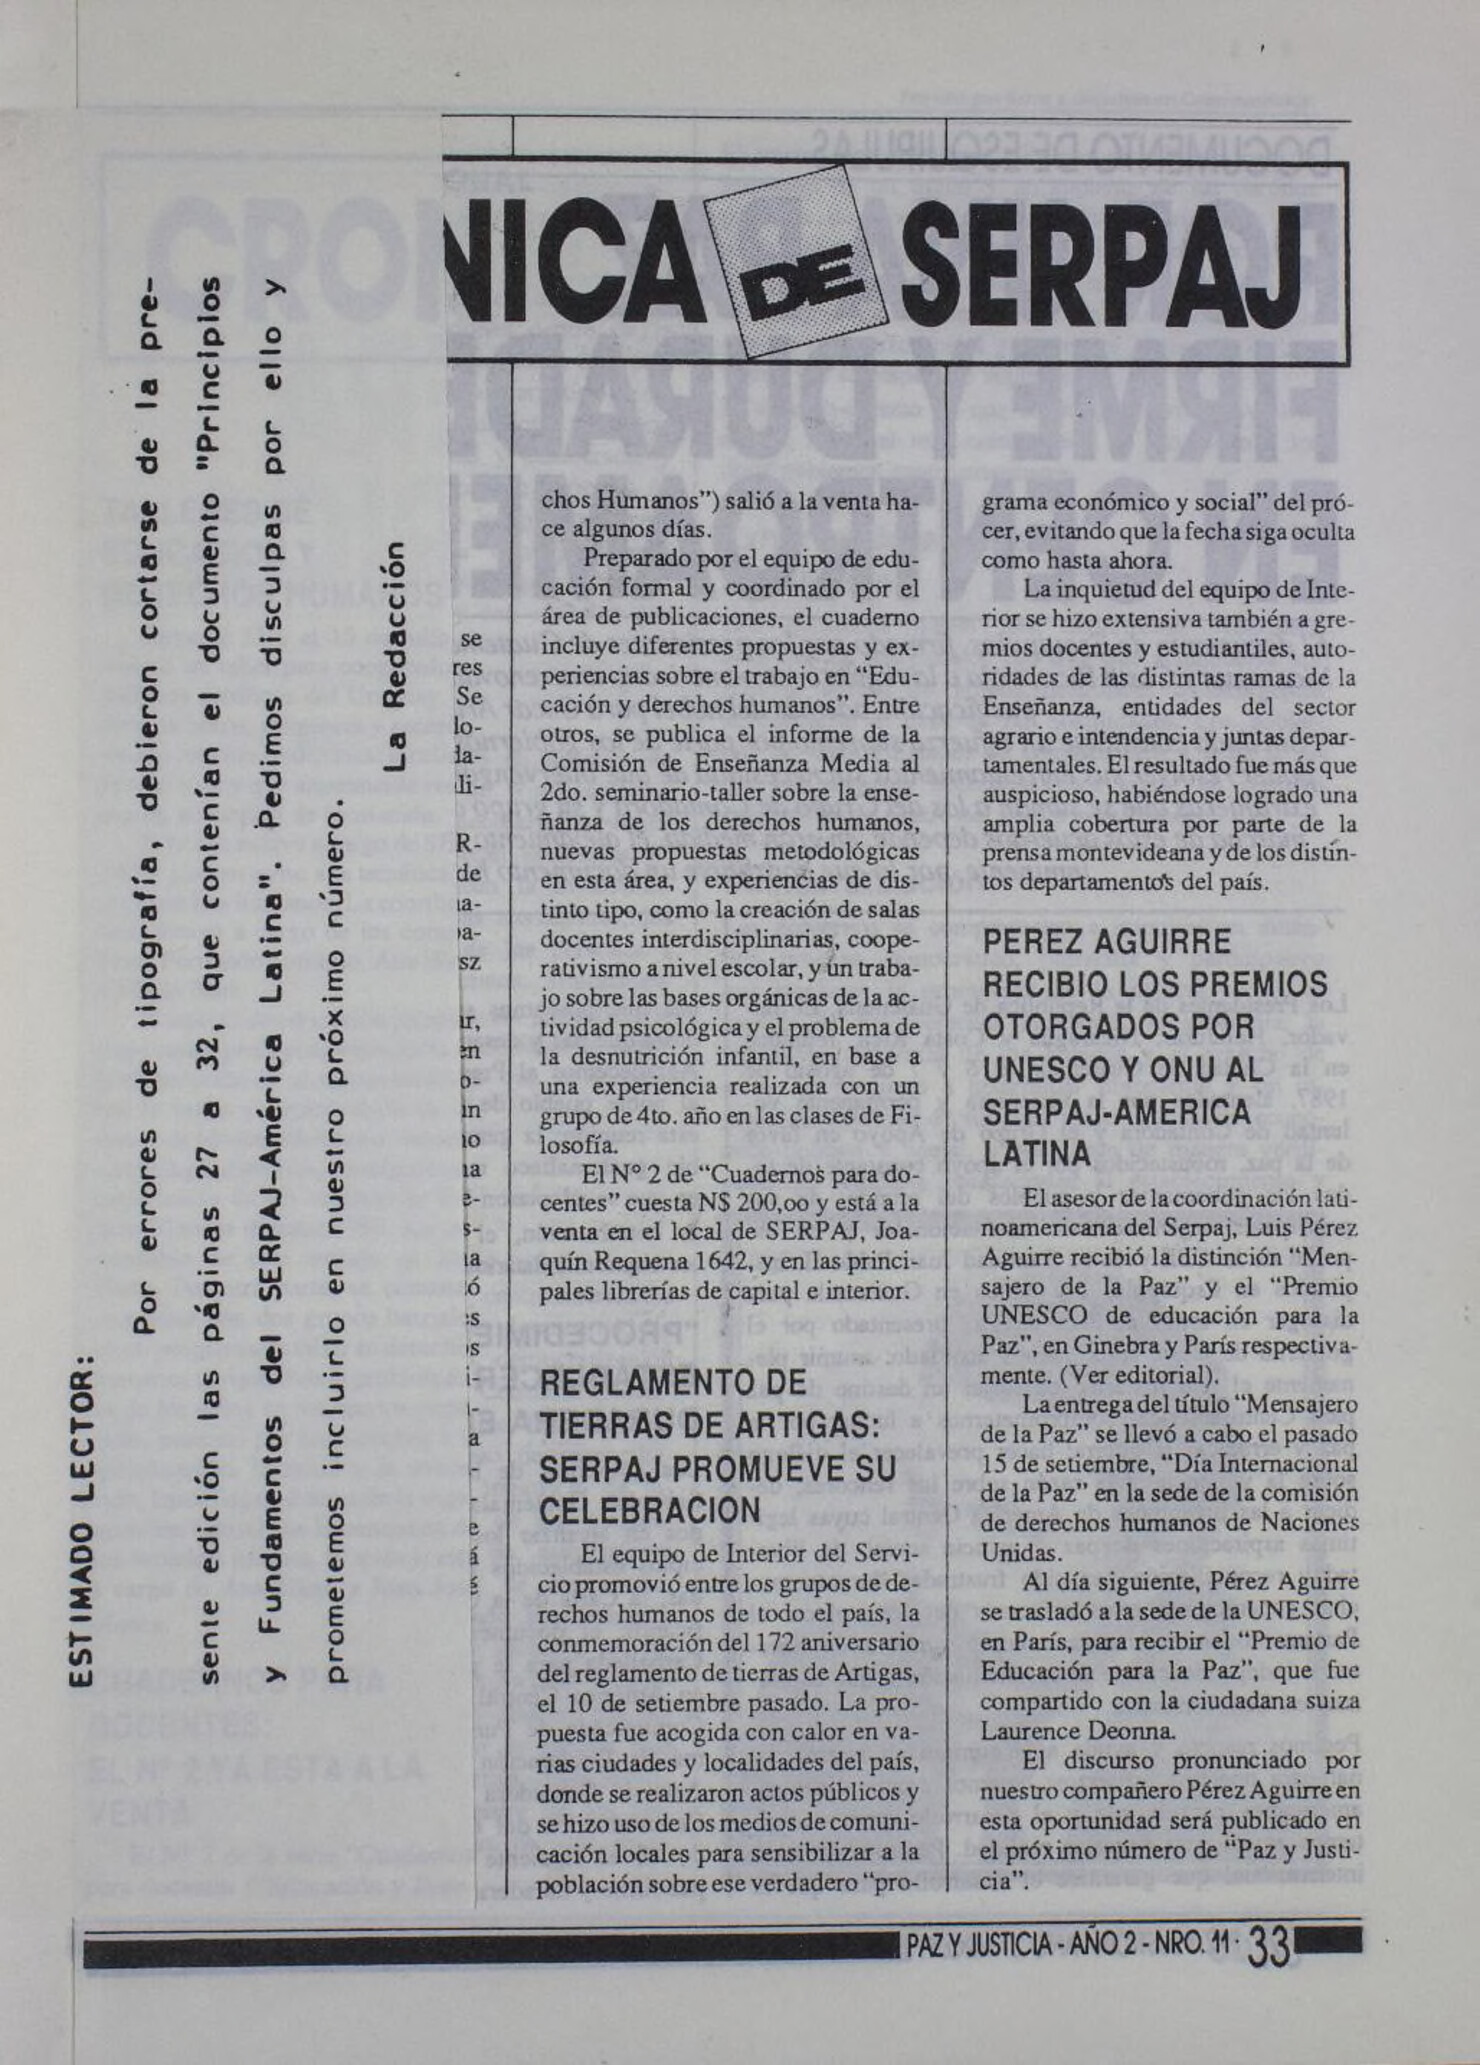 ESTIMADO LECTOR:
Por errores de tipografía, debieron cortarse de la pre-
sente edición las páginas 27 a 32, que contenían el documento "Principios
y Fundamentos del SERPAJ-América Latina". Pedimos disculpas por ello y
prometemos incluirlo en nuestro próximo número.
La Redacción
NICA DE SERPAJ
se
res
Se
lo-
da-
di-
R-
de
sz
chos Humanos”) salió a la venta ha-
ce algunos días.
Preparado por el equipo de edu-
cación formal y coordinado por el
área de publicaciones, el cuaderno
incluye diferentes propuestas y ex-
periencias sobre el trabajo en “Edu-
cación y derechos humanos”. Entre
otros, se publica el informe de la
Comisión de Enseñanza Media al
2do. seminario-taller sobre la ense-
ñanza de los derechos humanos,
nuevas propuestas metodológicas
en esta área, y experiencias de dis-
tinto tipo, como la creación de salas
docentes interdisciplinarias, coope-
rativismo a nivel escolar, y un traba-
jo sobre las bases orgánicas de la ac-
tividad psicológica y el problema de
la desnutrición infantil, en base a
una experiencia realizada con un
grupo de 4to. año en las clases de Fi-
losofía.
El N° 2 de “Cuadernos para do-
centes” cuesta N$ 200,oo y está a la
venta en el local de SERPAJ, Joa-
quín Requena 1642, y en las princi-
pales librerías de capital e interior.
REGLAMENTO DE
TIERRAS DE ARTIGAS:
SERPAJ PROMUEVE SU
CELEBRACION
El equipo de Interior del Servi-
cio promovió entre los grupos de de-
rechos humanos de todo el país, la
conmemoración del 172 aniversario
del reglamento de tierras de Artigas,
el 10 de setiembre pasado. La pro-
puesta fue acogida con calor en va-
rias ciudades y localidades del país,
donde se realizaron actos públicos y
se hizo uso de los medios de comuni-
cación locales para sensibilizar a la
población sobre ese verdadero “pro-
grama económico y social” del pró-
cer, evitando que la fecha siga oculta
como hasta ahora.
La inquietud del equipo de Inte-
rior se hizo extensiva también a gre-
mios docentes y estudiantiles, auto-
ridades de las distintas ramas de la
Enseñanza, entidades del sector
agrario e intendencia y juntas depar-
tamentales. El resultado fue más que
auspicioso, habiéndose logrado una
amplia cobertura por parte de la
prensa montevideana y de los distin-
tos departamentos del país.
PEREZ AGUIRRE
RECIBIO LOS PREMIOS
OTORGADOS POR
UNESCO Y ONU AL
SERPAJ-AMERICA
LATINA
El asesor de la coordinación lati-
noamericana del Serpaj, Luis Pérez
Aguirre recibió la distinción “Men-
sajero de la Paz” y el “Premio
UNESCO de educación para la
Paz”, en Ginebra y París respectiva-
mente. (Ver editorial).
La entrega del título “Mensajero
de la Paz” se llevó a cabo el pasado
15 de setiembre, “Día Internacional
de la Paz” en la sede de la comisión
de derechos humanos de Naciones
Unidas.
Al día siguiente, Pérez Aguirre
se trasladó a la sede de la UNESCO,
en París, para recibir el “Premio de
Educación para la Paz”, que fue
compartido con la ciudadana suiza
Laurence Deonna.
El discurso pronunciado por
nuestro compañero Pérez Aguirre en
esta oportunidad será publicado en
el próximo número de “Paz y Justi-
cia”.
PAZ Y JUSTICIA - AÑO 2 - NRO. 11 · 33